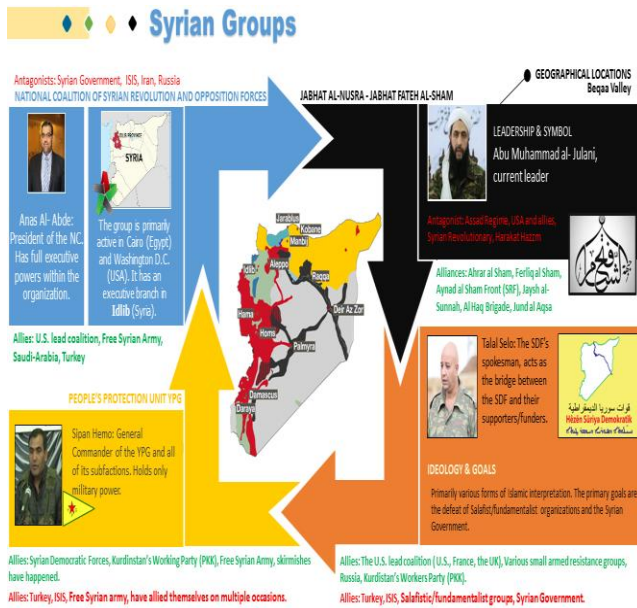 Syrian Groups
Antagonists: Syrian Government, ISIS, Iran, Russia
NATIONAL COALITION OF SYRIAN REVOLUTION AND OPPOSITION FORCES
Anas Al- Abde:
President of the NC.
Has full executive
powers within the
organization.
IDLIB PROVINCE
SYRIA
The group is primarily
active in Cairo (Egypt)
and Washington D.C.
(USA). It has an
executive branch in
Idlib (Syria).
Allies: U.S. lead coalition, Free Syrian Army,
Saudi-Arabia, Turkey
JABHAT AL-NUSRA - JABHAT FATEH AL-SHAM
GEOGRAPHICAL LOCATIONS
Beqaa Valley
LEADERSHIP & SYMBOL
Abu Muhammad al- Julani,
current leader
Antagonist: Assad Regime, USA and allies,
Syrian Revolutionary, Harakat Hazzm
Alliances: Ahrar al Sham, Ferliq al Sham,
Aynad al Sham Front (SRF), Jaysh al-
Sunnah, Al Haq Brigade, Jund al Aqsa
Jarablus
Kobane
Manbij
Aleppo
Idlib
Raqqa
Hama
Deir Az Zor
Homs
Palmyra
Damascus
Daraya
PEOPLE'S PROTECTION UNIT YPG
Sipan Hemo: General
Commander of the YPG and all
of its subfactions. Holds only
military power.
Allies: Syrian Democratic Forces, Kurdinstan's Working Party (PKK), Free Syrian Army, skirmishes
have happened.
Allies: Turkey, ISIS, Free Syrian army, have allied themselves on multiple occasions.
Talal Selo: The SDF's
spokesman, acts as
the bridge between
the SDF and their
supporters/funders.
قوات سوريا الديمقراطية
Hêzên Sûriya Demokratîk
IDEOLOGY & GOALS
Primarily various forms of Islamic interpretation. The primary goals are
the defeat of Salafist/fundamentalist organizations and the Syrian
Government.
Allies: The U.S. lead coalition ( U.S., France, the UK), Various small armed resistance groups,
Russia, Kurdistan's Workers Party (PKK).
Allies: Turkey, ISIS, Salafistic/fundamentalist groups, Syrian Government.